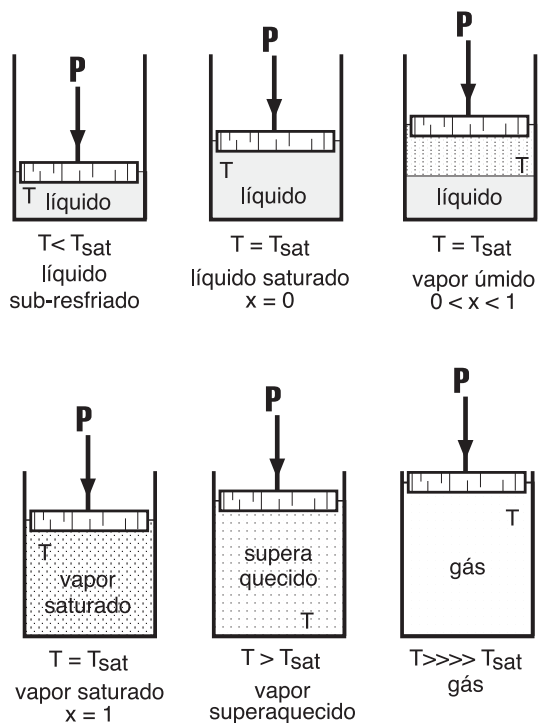 P
T
líquido
T< Tsat
líquido
sub-resfriado
P
T
líquido
T = Tsat
líquido saturado
x = 0
P
T
líquido
T = Tsat
vapor úmido
0 < x < 1
P
T
vapor
saturado
T = Tsat
vapor saturado
x = 1
P
supera
quecido
T
T > Tsat
vapor
superaquecido
P
T
gás
T>>>> Tsat
gás